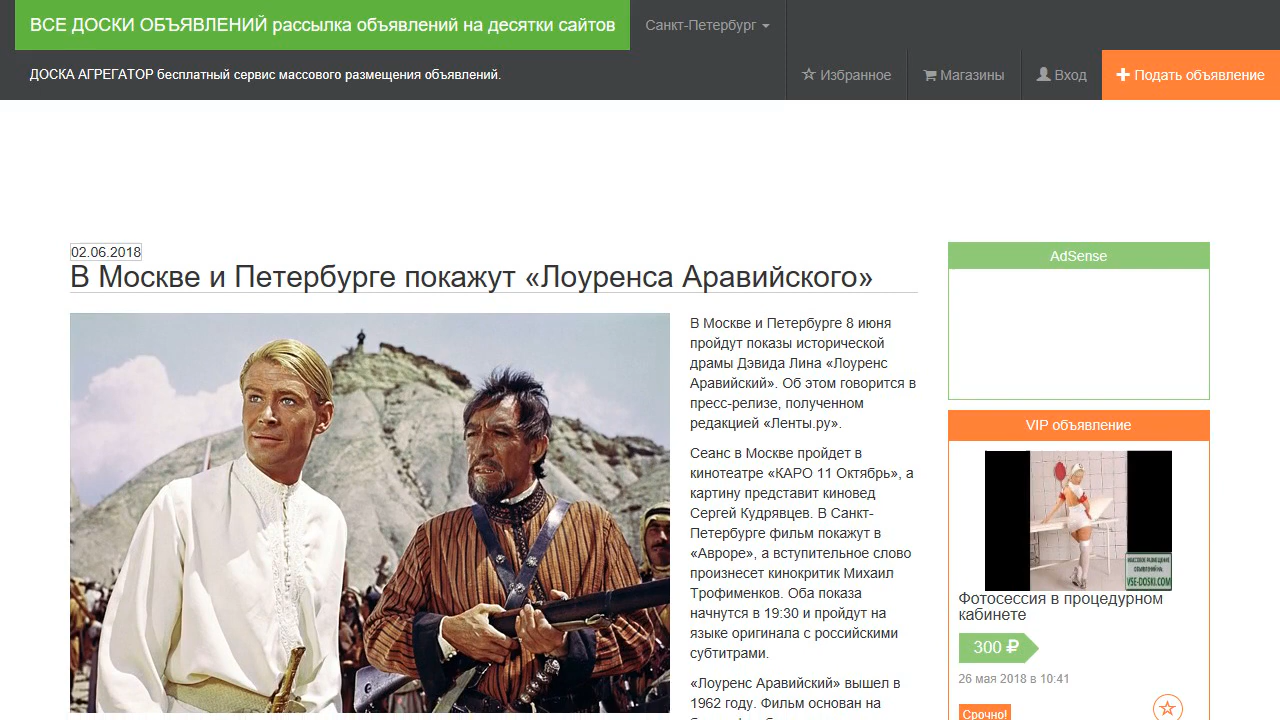 ВСЕ ДОСКИ ОБЪЯВЛЕНИЙ рассылка объявлений на десятки сайтов
Санкт-Петербург
ДОСКА АГРЕГАТОР бесплатный сервис массового размещения объявлений.
Избранное
Магазины
Вход
Подать объявление
02.06.2018
В Москве и Петербурге покажут «Лоуренса Аравийского»
В Москве и Петербурге 8 июня
пройдут показы исторической
драмы Дэвида Лина «Лоуренс
Аравийский». Об этом говорится в
пресс-релизе, полученном
редакцией «Ленты.ру».
Сеанс в Москве пройдет в
кинотеатре «КАРО 11 Октябрь», а
картину представит киновед
Сергей Кудрявцев. В Санкт-
Петербурге фильм покажут в
«Авроре», а вступительное слово
произнесет кинокритик Михаил
Трофименков. Оба показа
начнутся в 19:30 и пройдут на
языке оригинала с российскими
субтитрами.
«Лоуренс Аравийский» вышел в
1962 году. Фильм основан на
AdSense
VIP объявление
МАССОВОЕ РАЗМЕЩЕНИЕ
ОБЪЯВЛЕНИЙ НА
VSE-DOSKI.COM
Фотосессия в процедурном
кабинете
300 ₽
26 мая 2018 в 10:41
Срочно!